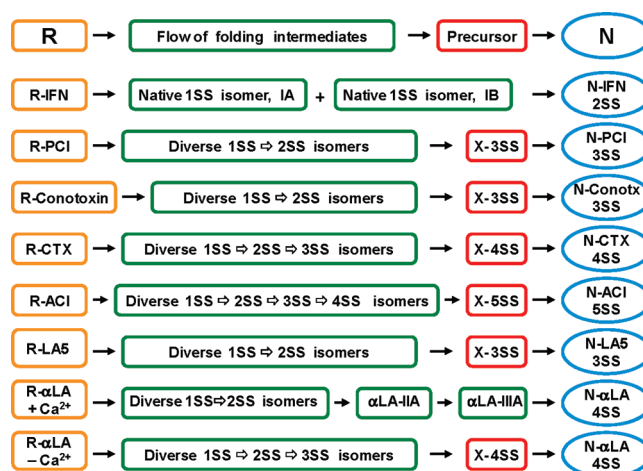 R Flow of folding intermediates Precursor N
R-IFN Native 1SS isomer, IA + Native 1SS isomer, IB N-IFN
2SS
R-PCI Diverse 1SS ⇨ 2SS isomers X-3SS N-PCI
3SS
R-Conotoxin Diverse 1SS ⇨ 2SS isomers X-3SS N-Conotx
3SS
R-CTX Diverse 1SS ⇨ 2SS ⇨ 3SS isomers X-4SS N-CTX
4SS
R-ACI Diverse 1SS ⇨ 2SS ⇨ 3SS ⇨ 4SS isomers X-5SS N-ACI
5SS
R-LA5 Diverse 1SS ⇨ 2SS isomers X-3SS N-LA5
3SS
R-αLA
+ Ca²⁺ Diverse 1SS⇨2SS isomers αLA-IIA αLA-IIIA N-αLA
4SS
R-αLA
– Ca²⁺ Diverse 1SS ⇨ 2SS ⇨ 3SS isomers X-4SS N-αLA
4SS